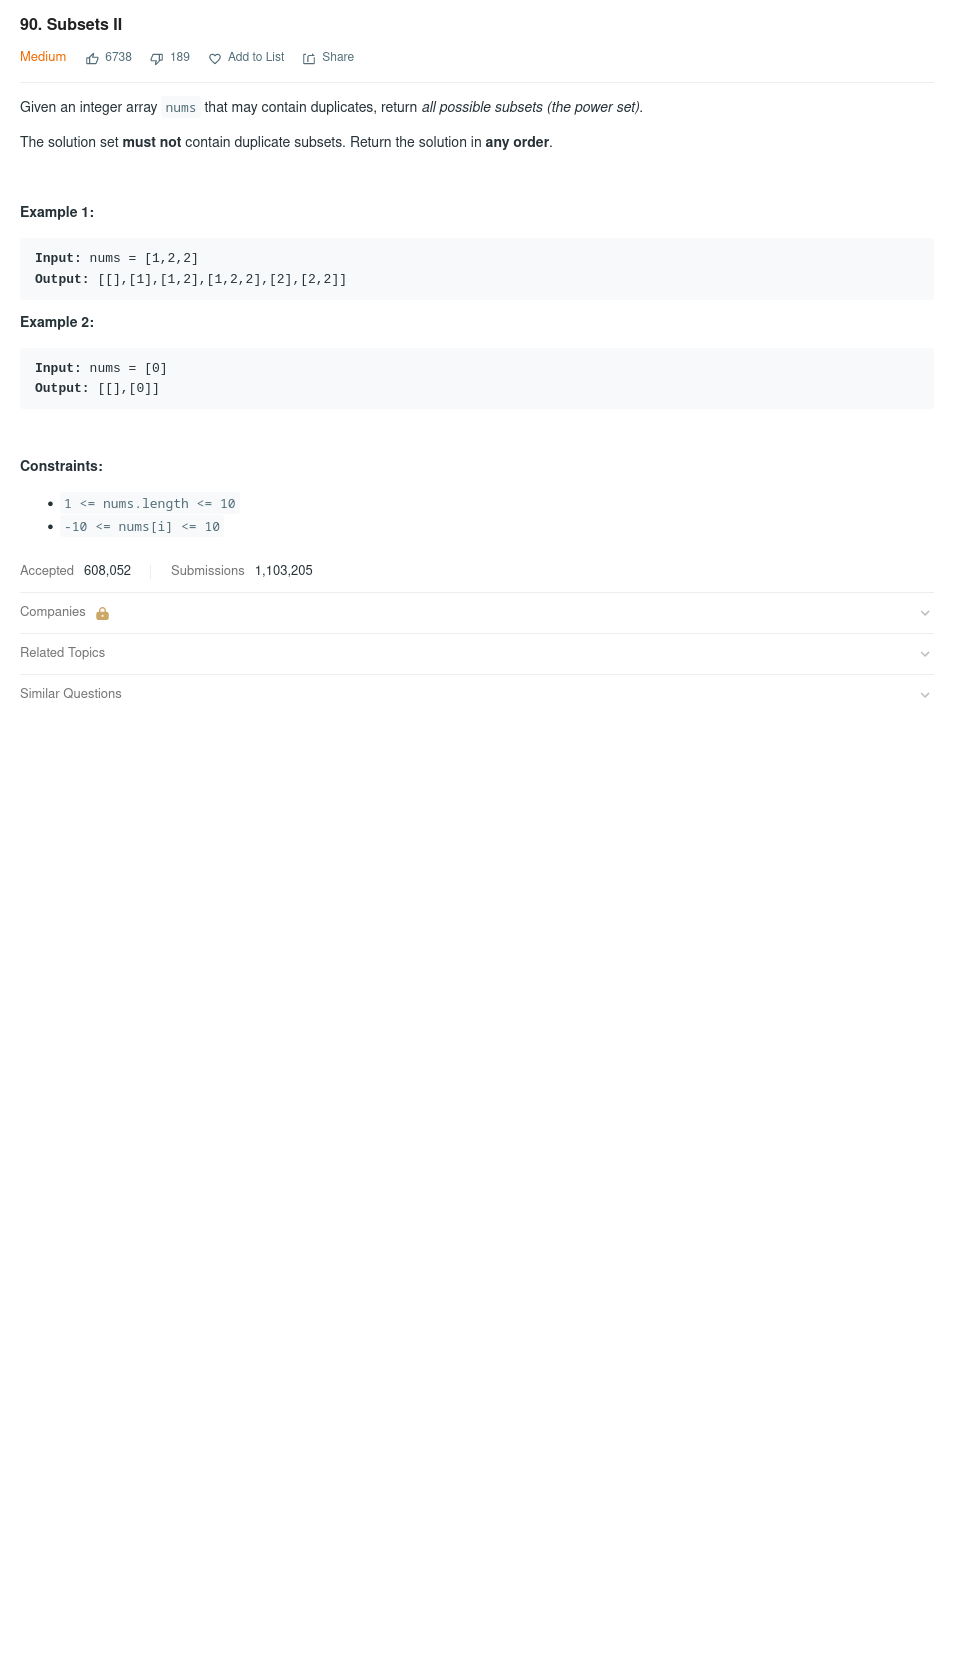 90. Subsets II
Medium 6738 189 Add to List Share
Given an integer array nums that may contain duplicates, return all possible subsets (the power set).
The solution set must not contain duplicate subsets. Return the solution in any order.
Example 1:
Input: nums = [1,2,2]
Output: [[],[1],[1,2],[1,2,2],[2],[2,2]]
Example 2:
Input: nums = [0]
Output: [[],[0]]
Constraints:
• 1 <= nums.length <= 10
• -10 <= nums[i] <= 10
Accepted 608,052 Submissions 1,103,205
Companies
Related Topics
Similar Questions